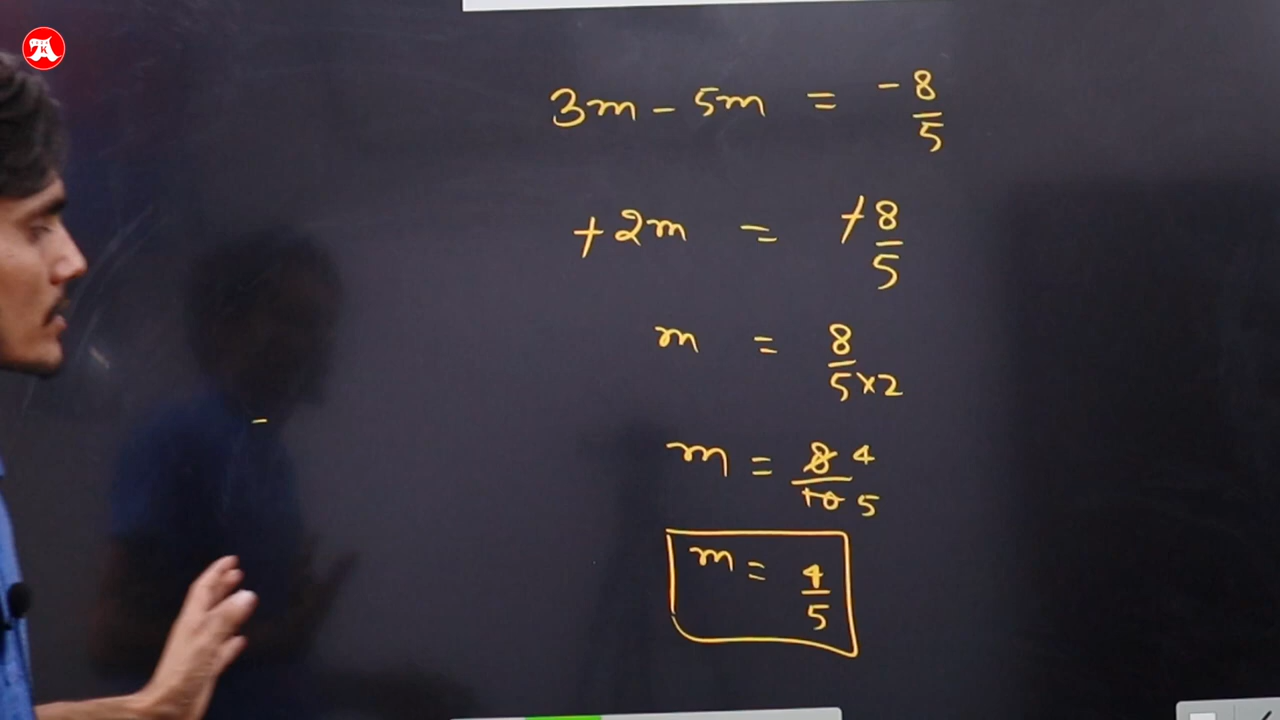 3m - 5m = -8/5
+2m = +8/5
m = 8/5×2
m = 8/10 4/5
m = 4/5